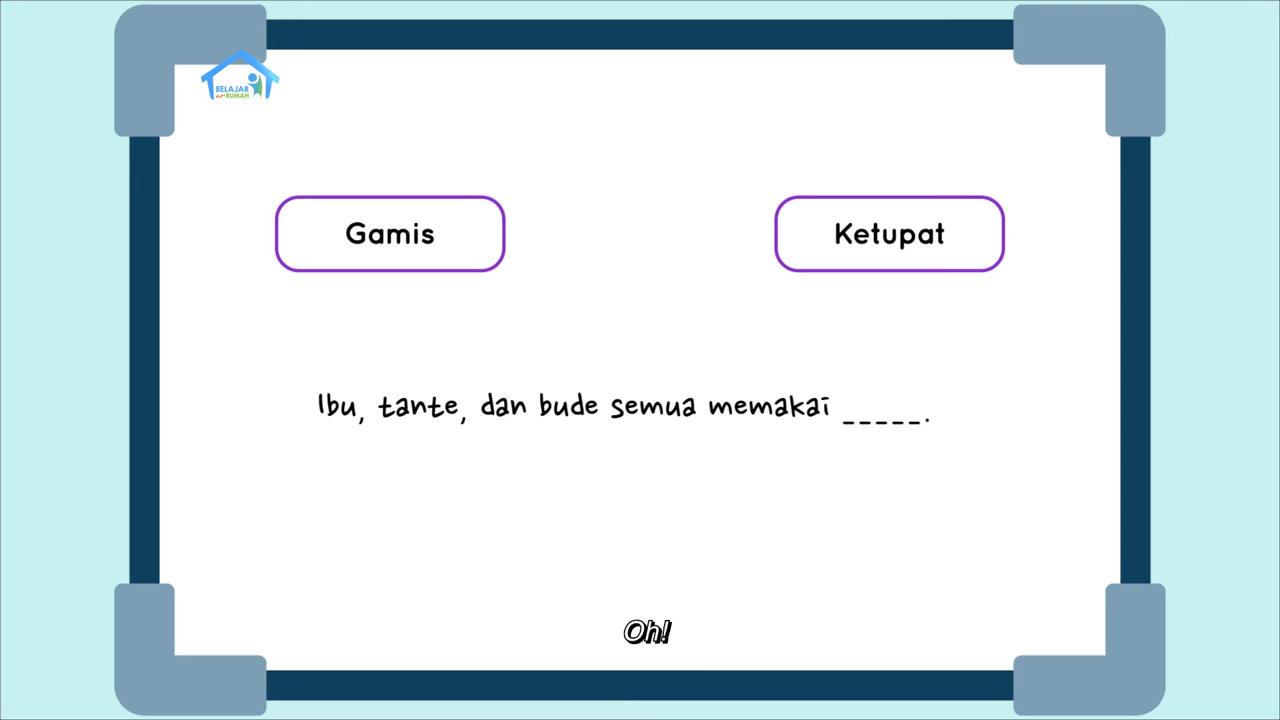 BELAJAR
RUMAH
Gamis
Ketupat
Ibu, tante, dan bude semua memakai _____.
Oh!